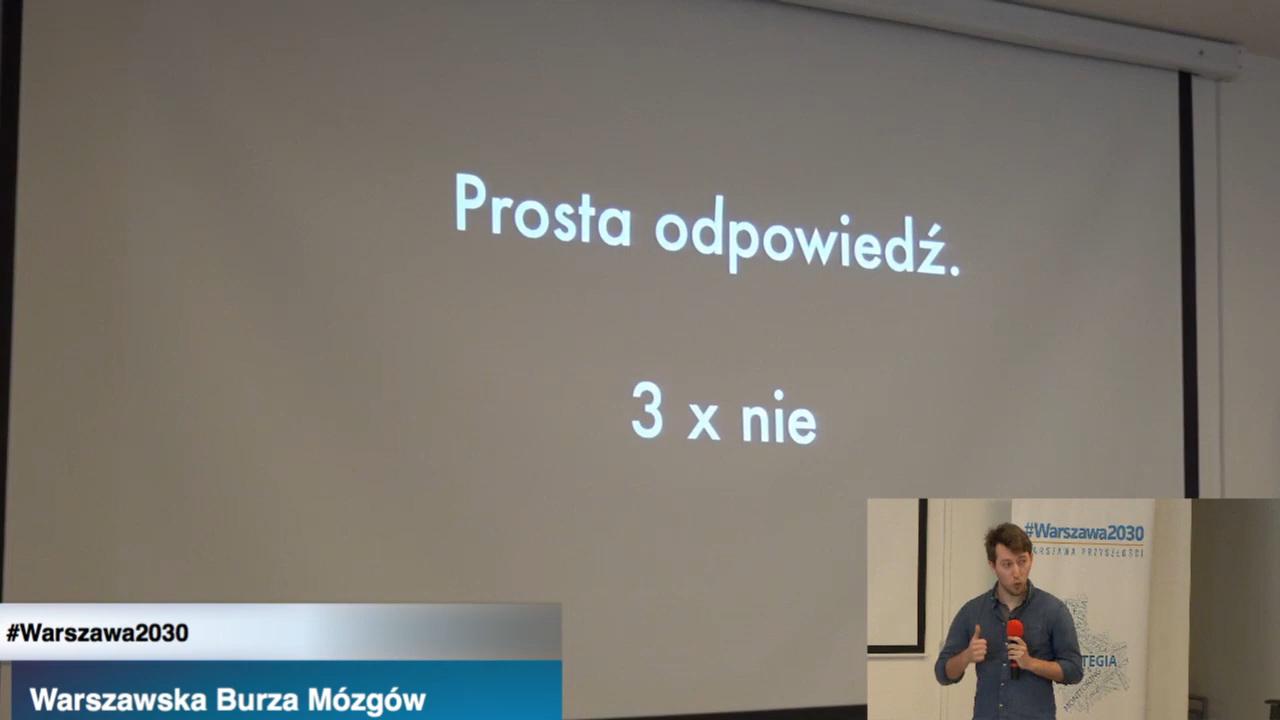 Prosta odpowiedź.
3 x nie
#Warszawa2030
Warszawska Burza Mózgów
#Warszawa2030
WARSZAWA PRZYSZŁOŚCI
TEGIA